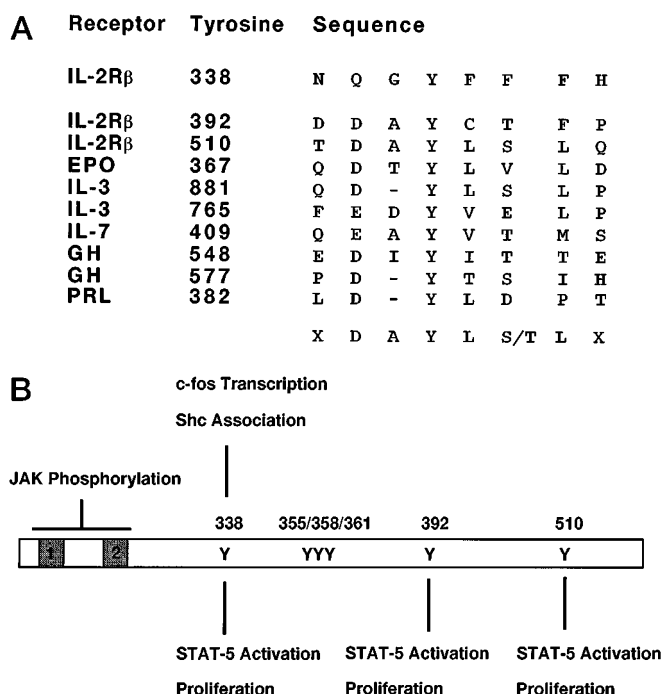 A
Receptor Tyrosine Sequence
IL-2Rβ 338 N Q G Y F F F H
IL-2Rβ 392 D D A Y C T F P
IL-2Rβ 510 T D A Y L S L Q
EPO 367 Q D T Y L V L D
IL-3 881 Q D - Y L S L P
IL-3 765 F E D Y V E L P
IL-7 409 Q E A Y V T M S
GH 548 E D I Y I T T E
GH 577 P D - Y T S I H
PRL 382 L D - Y L D P T
X D A Y L S/T L X
B
c-fos Transcription
Shc Association
JAK Phosphorylation
338 355/358/361 392 510
1 2 Y YYY Y Y
STAT-5 Activation STAT-5 Activation STAT-5 Activation
Proliferation Proliferation Proliferation